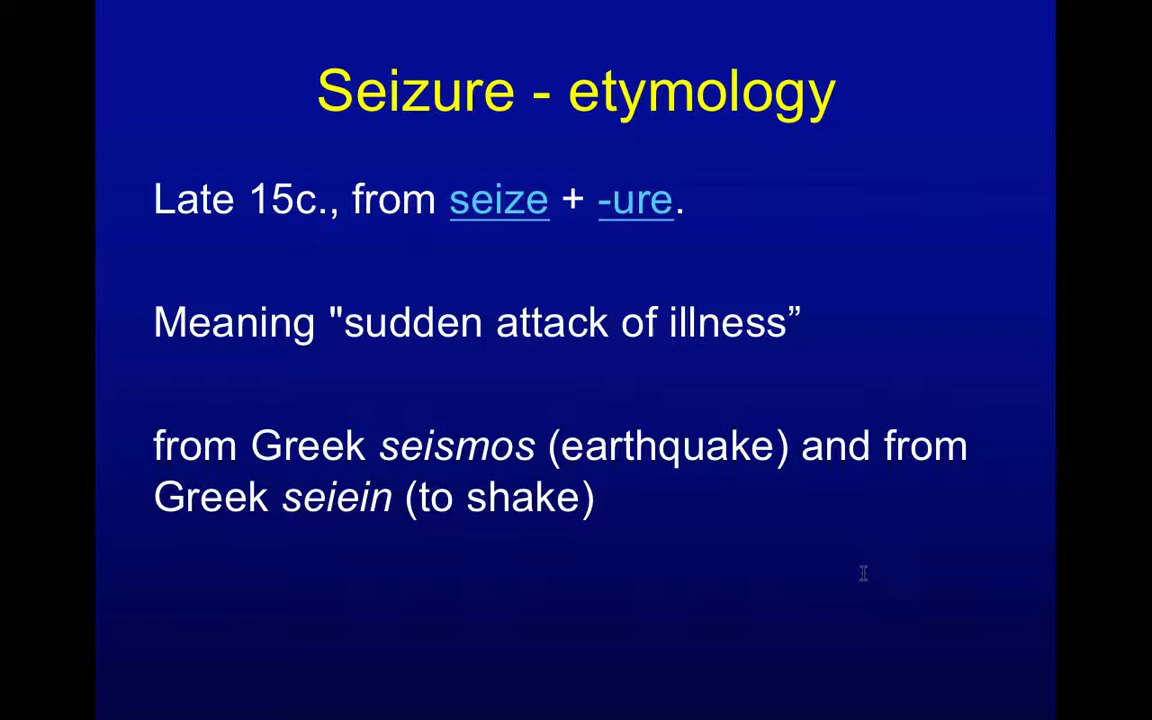 Seizure - etymology
Late 15c., from seize + -ure.
Meaning "sudden attack of illness”
from Greek seismos (earthquake) and from
Greek seiein (to shake)